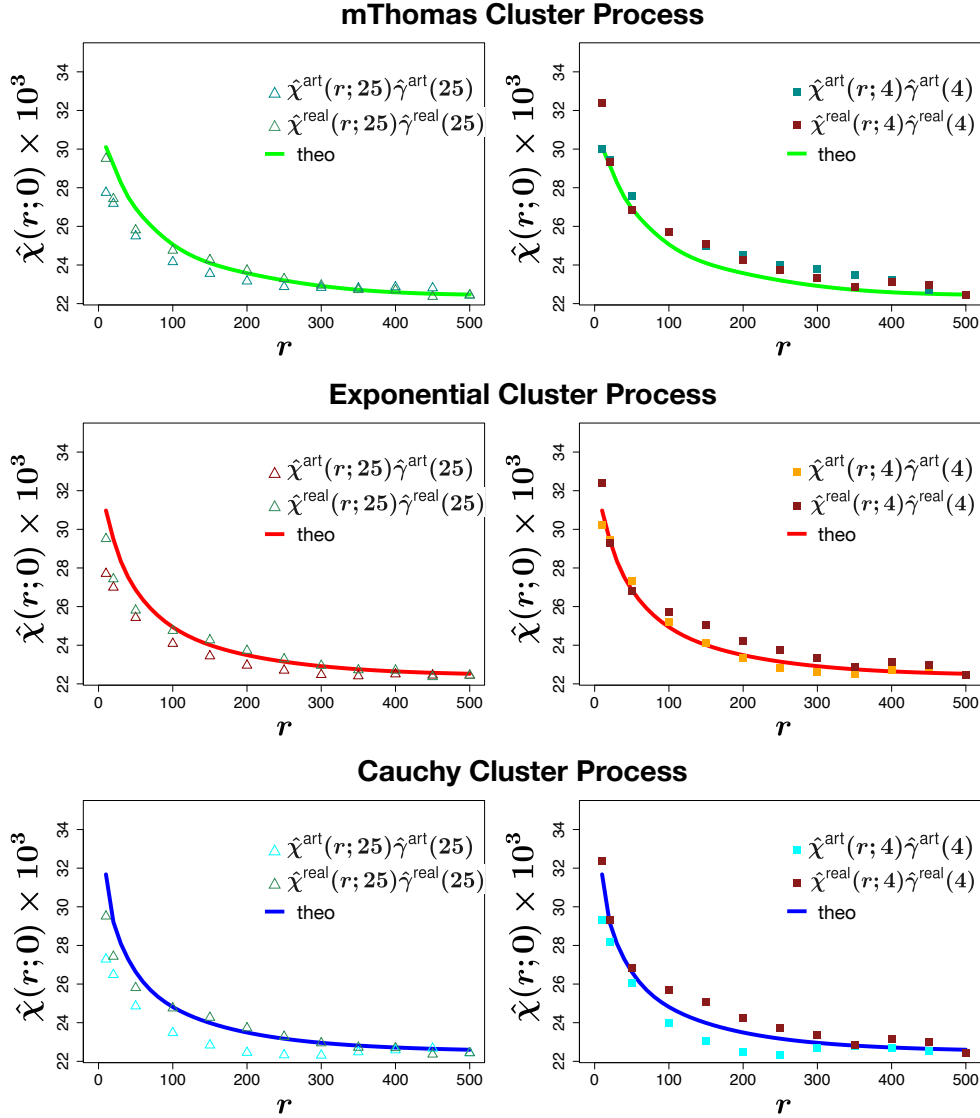 mThomas Cluster Process
χ̂(r; 0) × 10³
22 24 26 28 30 32 34
χ̂ᵃʳᵗ(r; 25)γ̂ᵃʳᵗ(25)
χ̂ʳᵉᵃˡ(r; 25)γ̂ʳᵉᵃˡ(25)
theo
0 100 200 300 400 500
r
χ̂(r; 0) × 10³
22 24 26 28 30 32 34
χ̂ᵃʳᵗ(r; 4)γ̂ᵃʳᵗ(4)
χ̂ʳᵉᵃˡ(r; 4)γ̂ʳᵉᵃˡ(4)
theo
0 100 200 300 400 500
r
Exponential Cluster Process
χ̂(r; 0) × 10³
22 24 26 28 30 32 34
χ̂ᵃʳᵗ(r; 25)γ̂ᵃʳᵗ(25)
χ̂ʳᵉᵃˡ(r; 25)γ̂ʳᵉᵃˡ(25)
theo
0 100 200 300 400 500
r
χ̂(r; 0) × 10³
22 24 26 28 30 32 34
χ̂ᵃʳᵗ(r; 4)γ̂ᵃʳᵗ(4)
χ̂ʳᵉᵃˡ(r; 4)γ̂ʳᵉᵃˡ(4)
theo
0 100 200 300 400 500
r
Cauchy Cluster Process
χ̂(r; 0) × 10³
22 24 26 28 30 32 34
χ̂ᵃʳᵗ(r; 25)γ̂ᵃʳᵗ(25)
χ̂ʳᵉᵃˡ(r; 25)γ̂ʳᵉᵃˡ(25)
theo
0 100 200 300 400 500
r
χ̂(r; 0) × 10³
22 24 26 28 30 32 34
χ̂ᵃʳᵗ(r; 4)γ̂ᵃʳᵗ(4)
χ̂ʳᵉᵃˡ(r; 4)γ̂ʳᵉᵃˡ(4)
theo
0 100 200 300 400 500
r